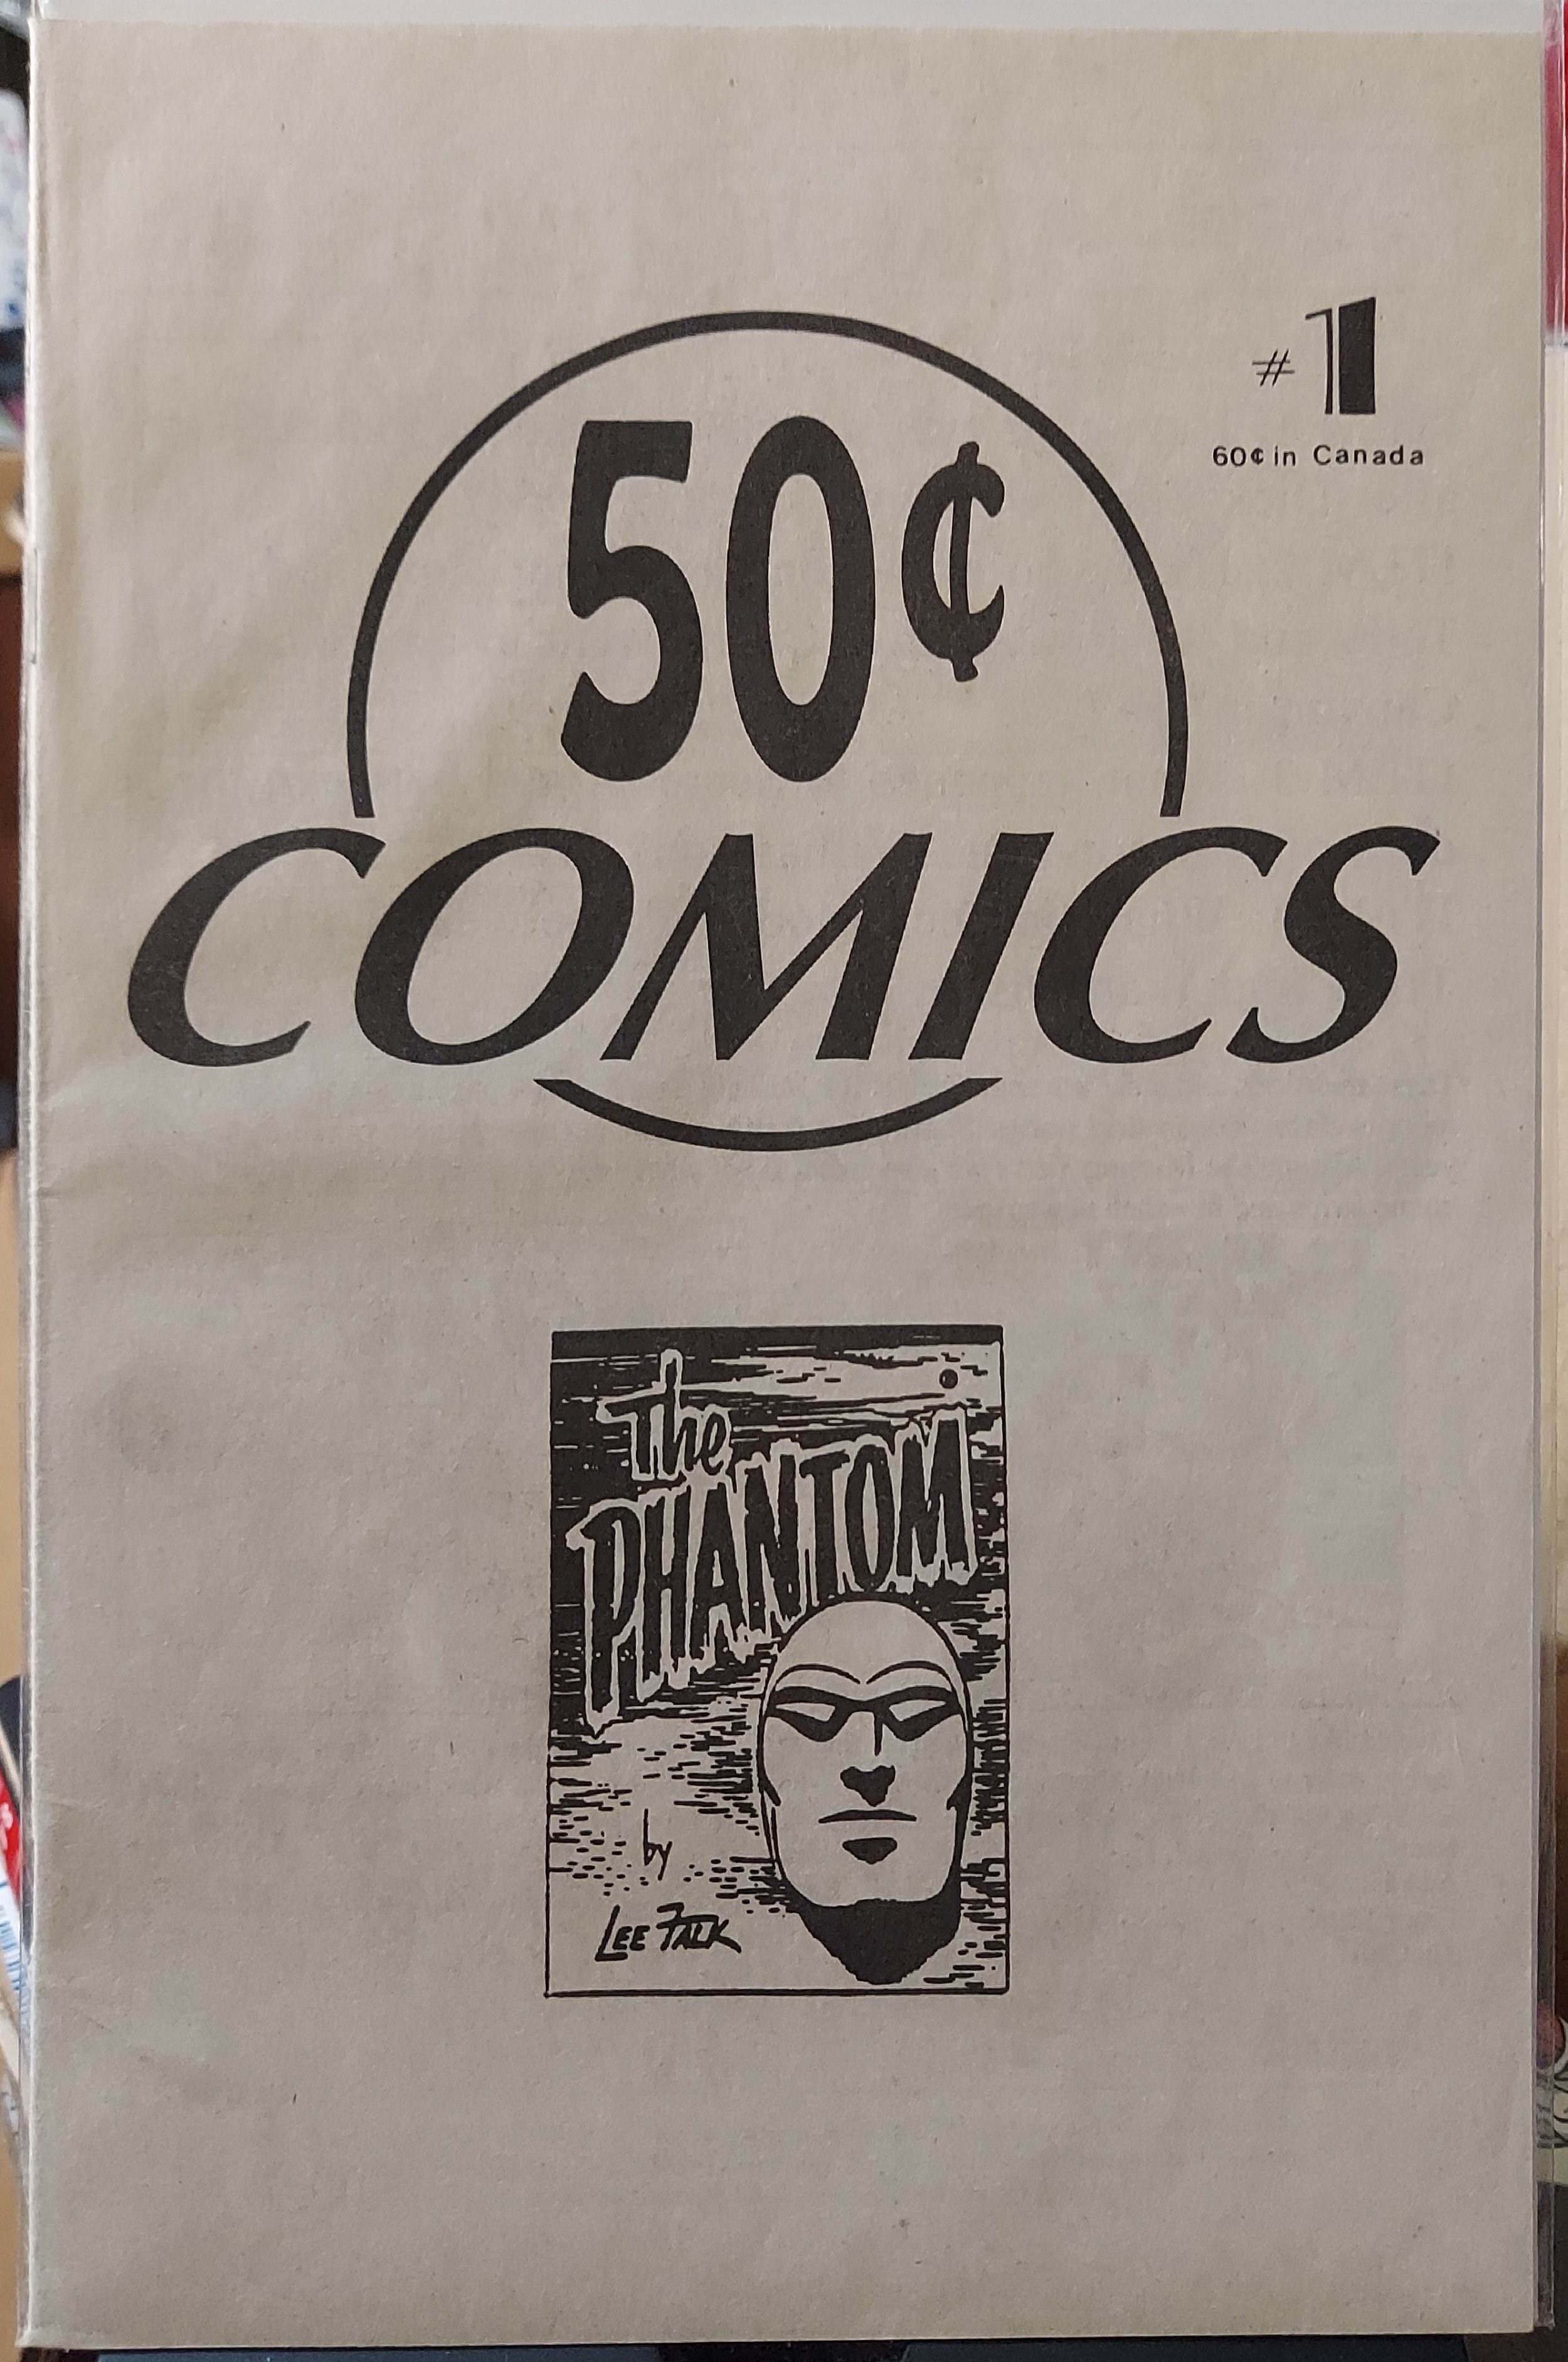 #1
60¢ in Canada
50¢
COMICS
The
PHANTOM
by
LEE FALK